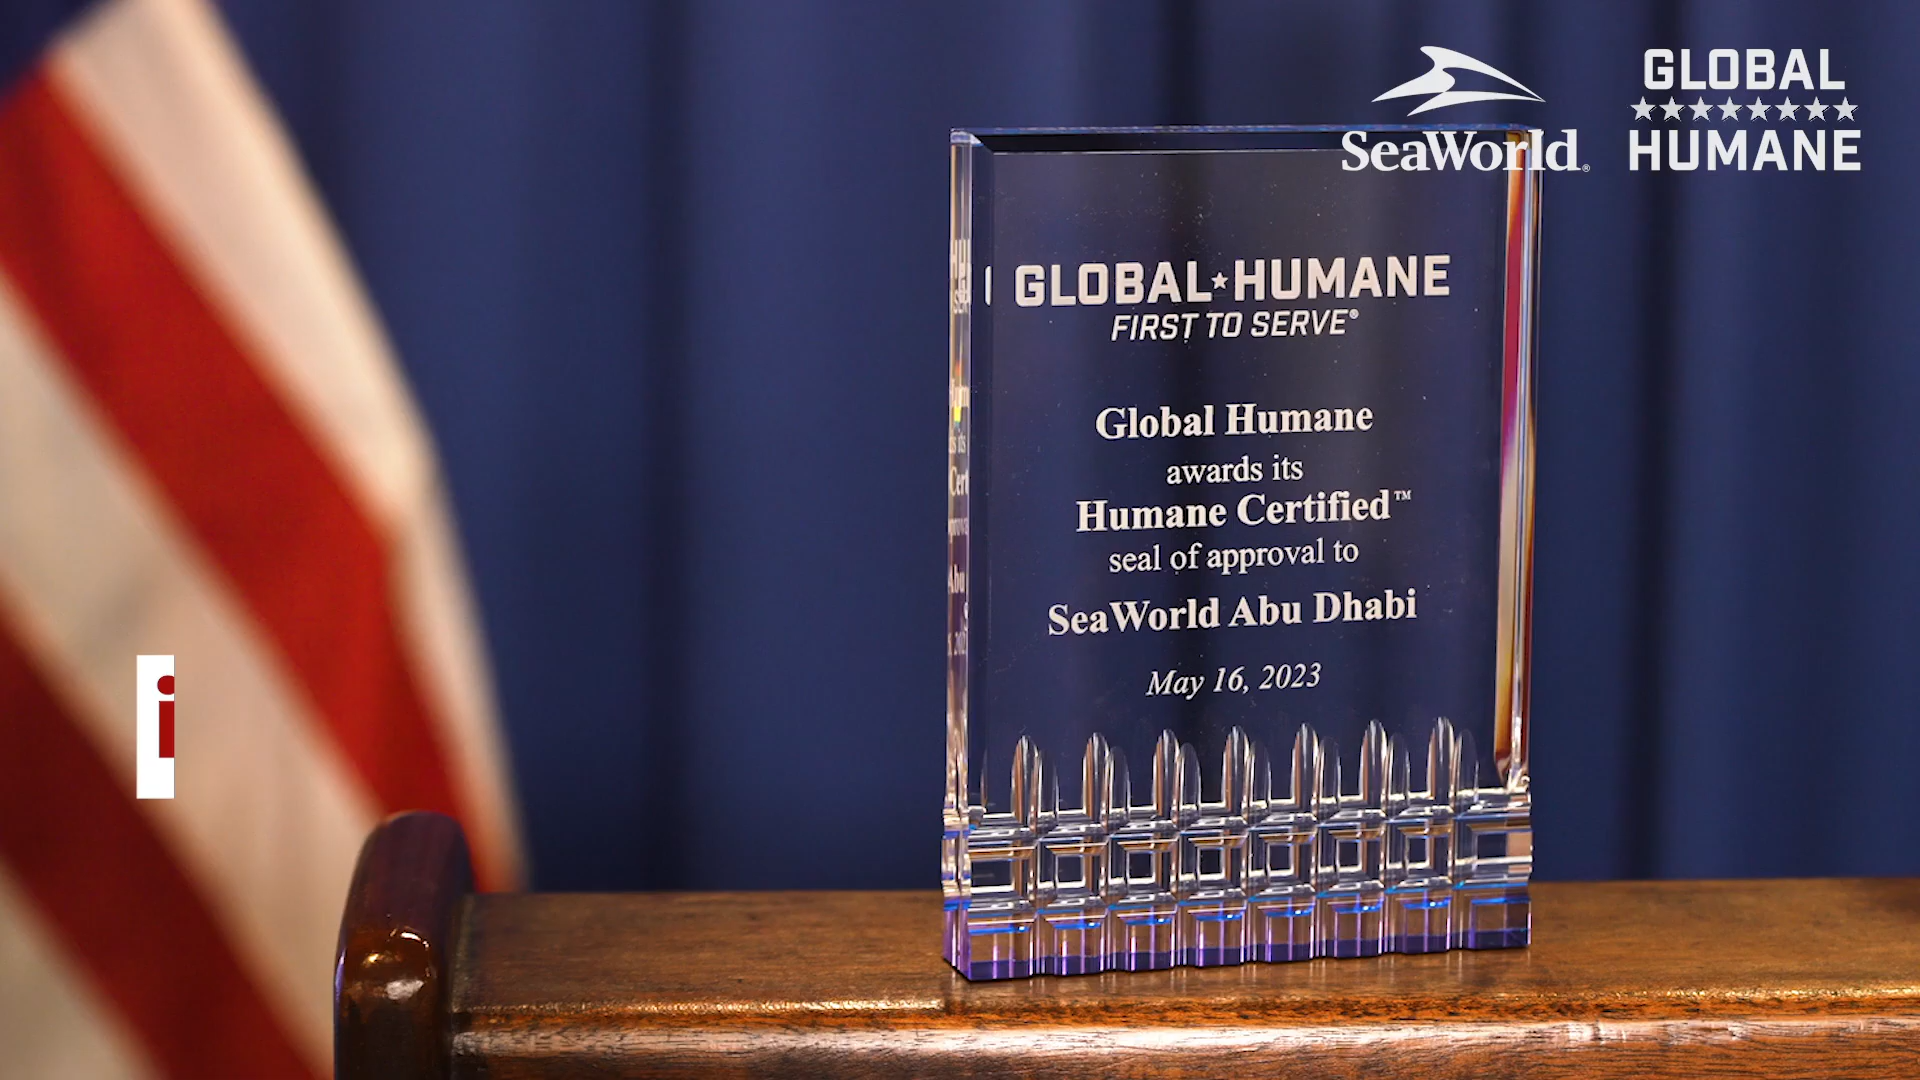 SeaWorld®
GLOBAL
HUMANE
GLOBAL★HUMANE
FIRST TO SERVE®
Global Humane
awards its
Humane Certified™
seal of approval to
SeaWorld Abu Dhabi
May 16, 2023
i